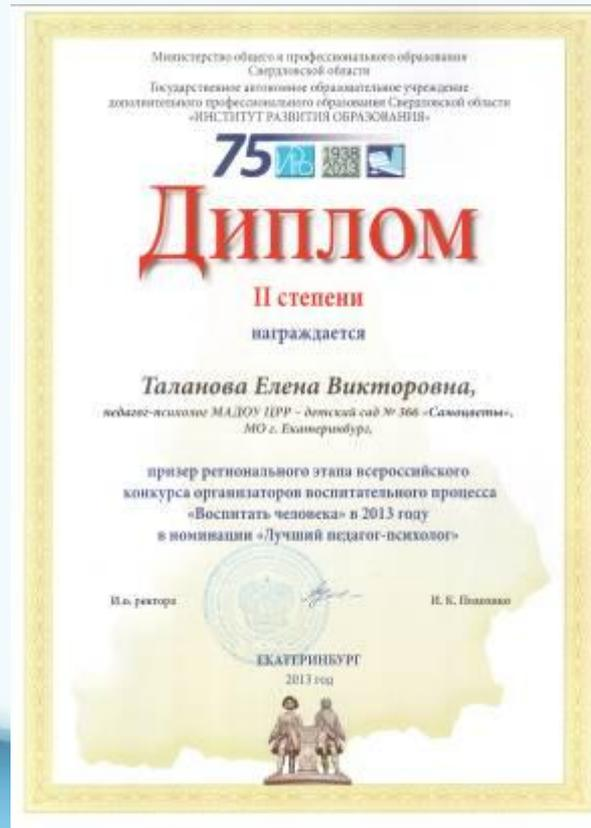 Министерство общего и профессионального образования
Свердловской области
Государственное автономное образовательное учреждение
дополнительного профессионального образования Свердловской области
«ИНСТИТУТ РАЗВИТИЯ ОБРАЗОВАНИЯ»
75 ИРО 1938 2013
Диплом
II степени
награждается
Таланова Елена Викторовна,
педагог-психолог МАДОУ ЦРР – детский сад № 366 «Самоцветы»,
МО г. Екатеринбург,
призер регионального этапа всероссийского
конкурса организаторов воспитательного процесса
«Воспитать человека» в 2013 году
в номинации «Лучший педагог-психолог»
И.о. ректора И. К.
ЕКАТЕРИНБУРГ
2013 год